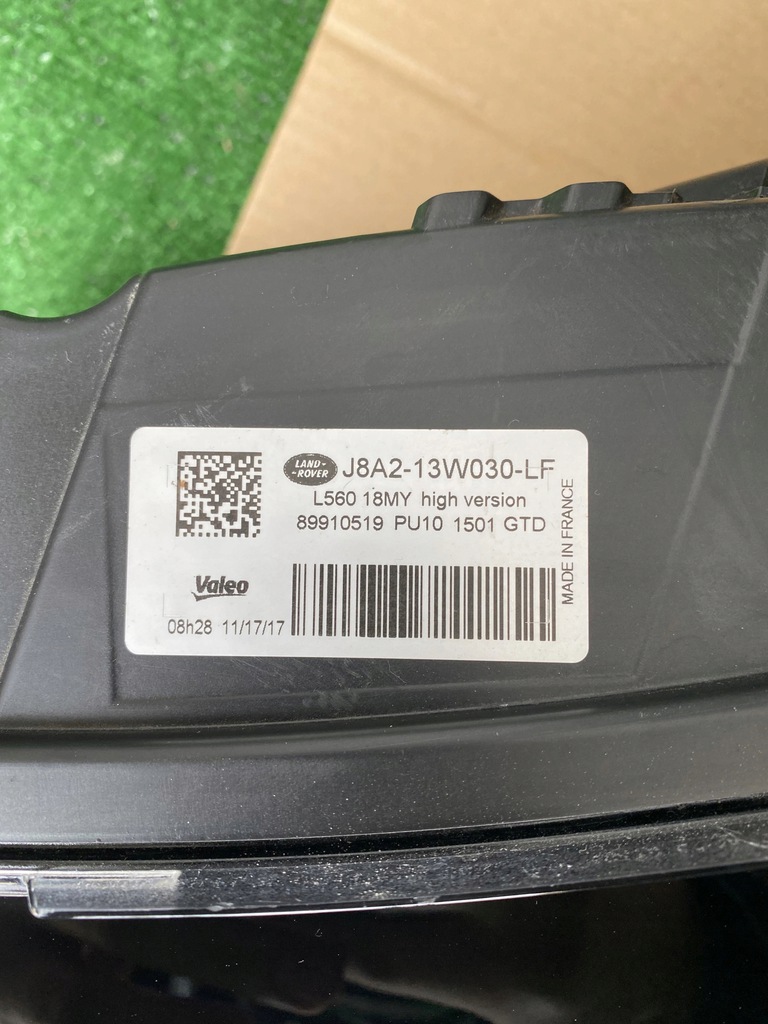 LAND-
-ROVER
J8A2-13W030-LF
L560 18MY high version
89910519 PU10 1501 GTD
MADE IN FRANCE
Valeo
08h28 11/17/17